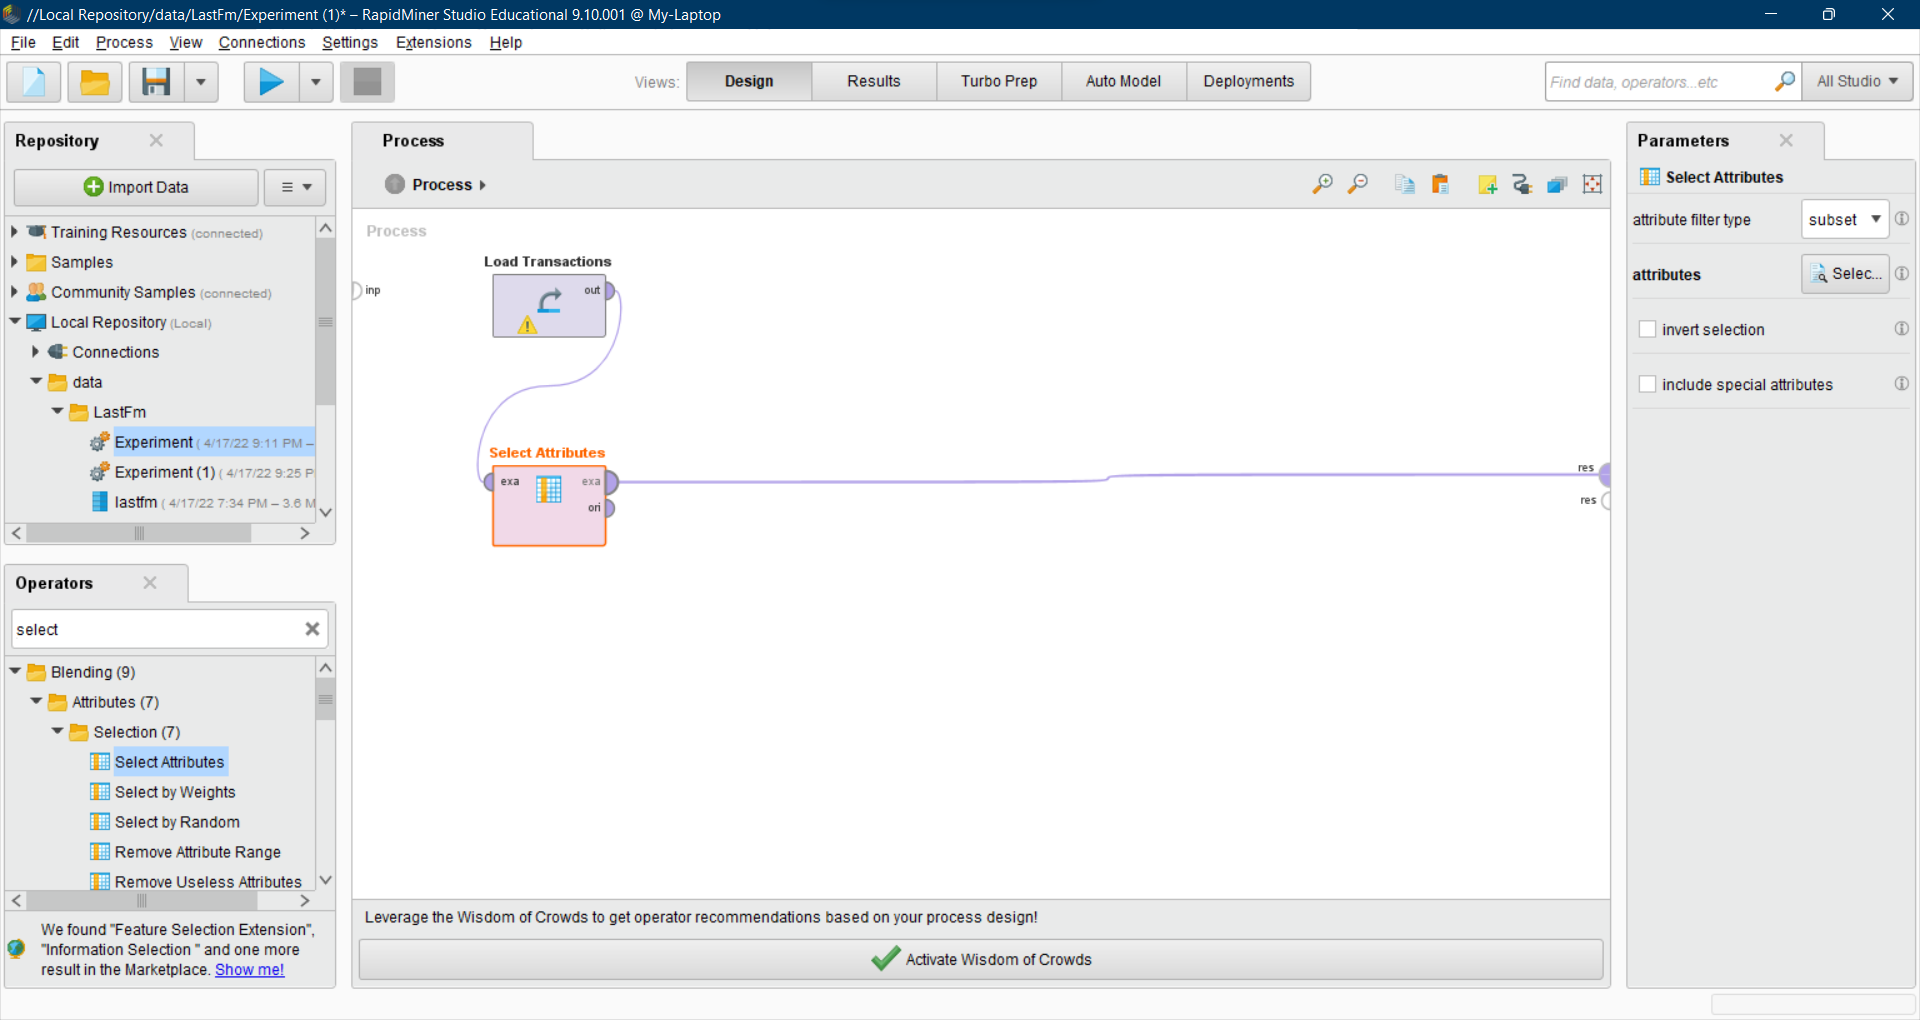 //Local Repository/data/LastFm/Experiment (1)* – RapidMiner Studio Educational 9.10.001 @ My-Laptop
File Edit Process View Connections Settings Extensions Help
Views: Design Results Turbo Prep Auto Model Deployments
Find data, operators...etc
All Studio
Repository
Import Data
Training Resources (connected)
Samples
Community Samples (connected)
Local Repository (Local)
Connections
data
LastFm
Experiment ( 4/17/22 9:11 PM –
Experiment (1) ( 4/17/22 9:25 P
lastfm ( 4/17/22 7:34 PM – 3.6 M
Operators
select
Blending (9)
Attributes (7)
Selection (7)
Select Attributes
Select by Weights
Select by Random
Remove Attribute Range
Remove Useless Attributes
We found "Feature Selection Extension",
"Information Selection " and one more
result in the Marketplace. Show me!
Process
Process
Process
inp
Load Transactions
out
Select Attributes
exa
exa
ori
res
res
Leverage the Wisdom of Crowds to get operator recommendations based on your process design!
Activate Wisdom of Crowds
Parameters
Select Attributes
attribute filter type subset
attributes Selec...
invert selection
include special attributes